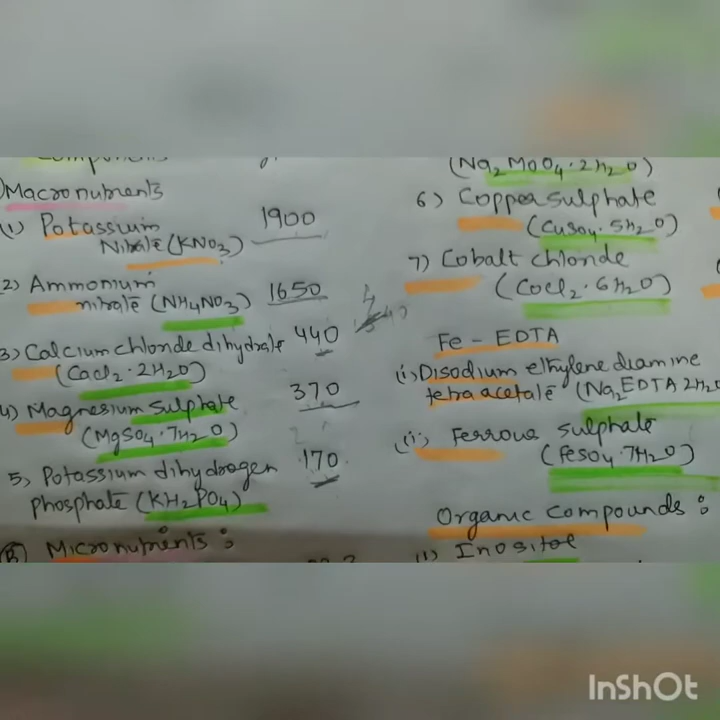 Components
Macronutrients
(1) Potassium 1900
Nitrate (KNO3)
(2) Ammonium
nitrate (NH4NO3) 1650
3) Calcium chloride dihydrate 440
(CaCl2·2H2O)
4) Magnesium Sulphate 370
(MgSO4·7H2O)
5) Potassium dihydrogen 170
phosphate (KH2PO4)
(B) Micronutrients:
(Na2MoO4·2H2O)
6) Copper sulphate
(CuSO4·5H2O)
7) Cobalt chloride
(CoCl2·6H2O)
Fe - EDTA
(i) Disodium ethylene diamine
tetra acetate (Na2EDTA 2H2O
(ii) Ferrous sulphate
(FeSO4·7H2O)
Organic compounds:
(1) Inositol
InShOt